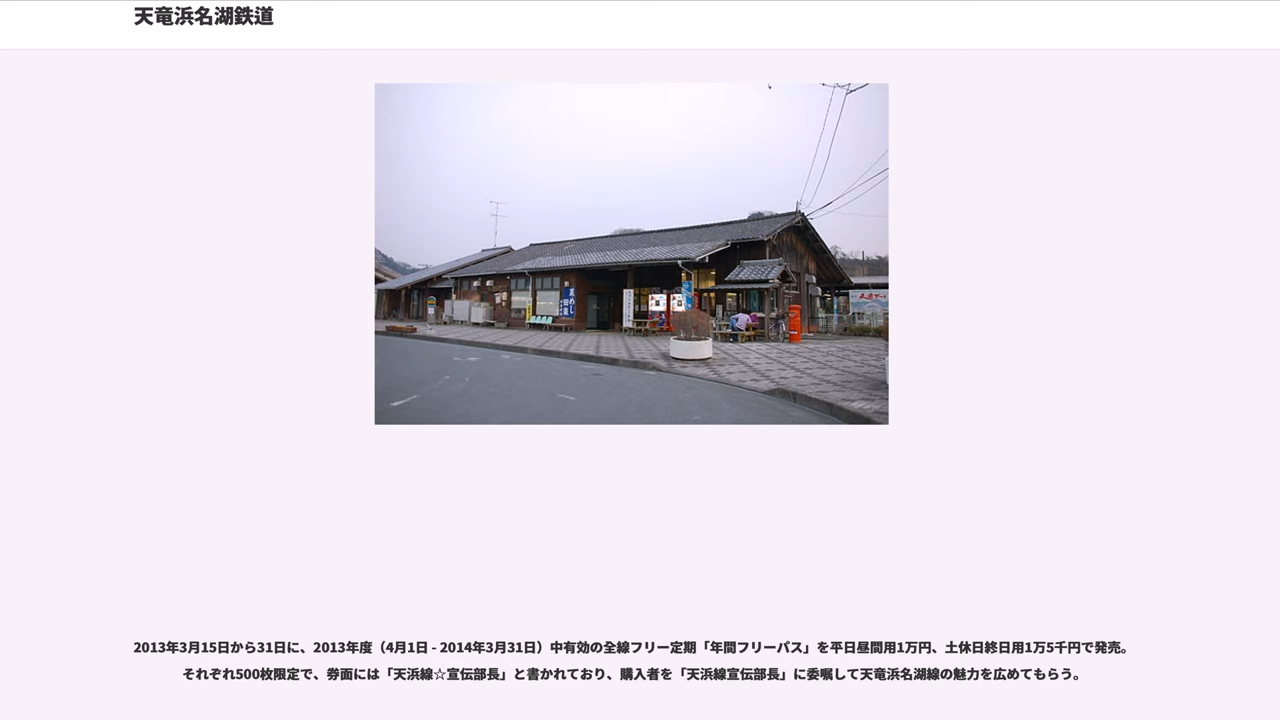 天竜浜名湖鉄道
2013年3月15日から31日に、2013年度（4月1日 - 2014年3月31日）中有効の全線フリー定期「年間フリーパス」を平日昼間用1万円、土休日終日用1万5千円で発売。
それぞれ500枚限定で、券面には「天浜線☆宣伝部長」と書かれており、購入者を「天浜線宣伝部長」に委嘱して天竜浜名湖線の魅力を広めてもらう。